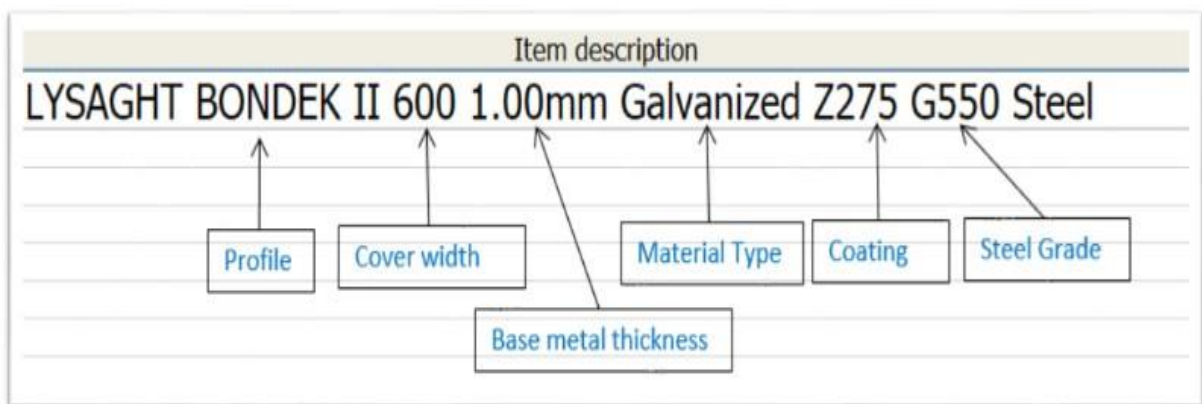 Item description
LYSAGHT BONDEK II 600 1.00mm Galvanized Z275 G550 Steel
Profile
Cover width
Material Type
Coating
Steel Grade
Base metal thickness